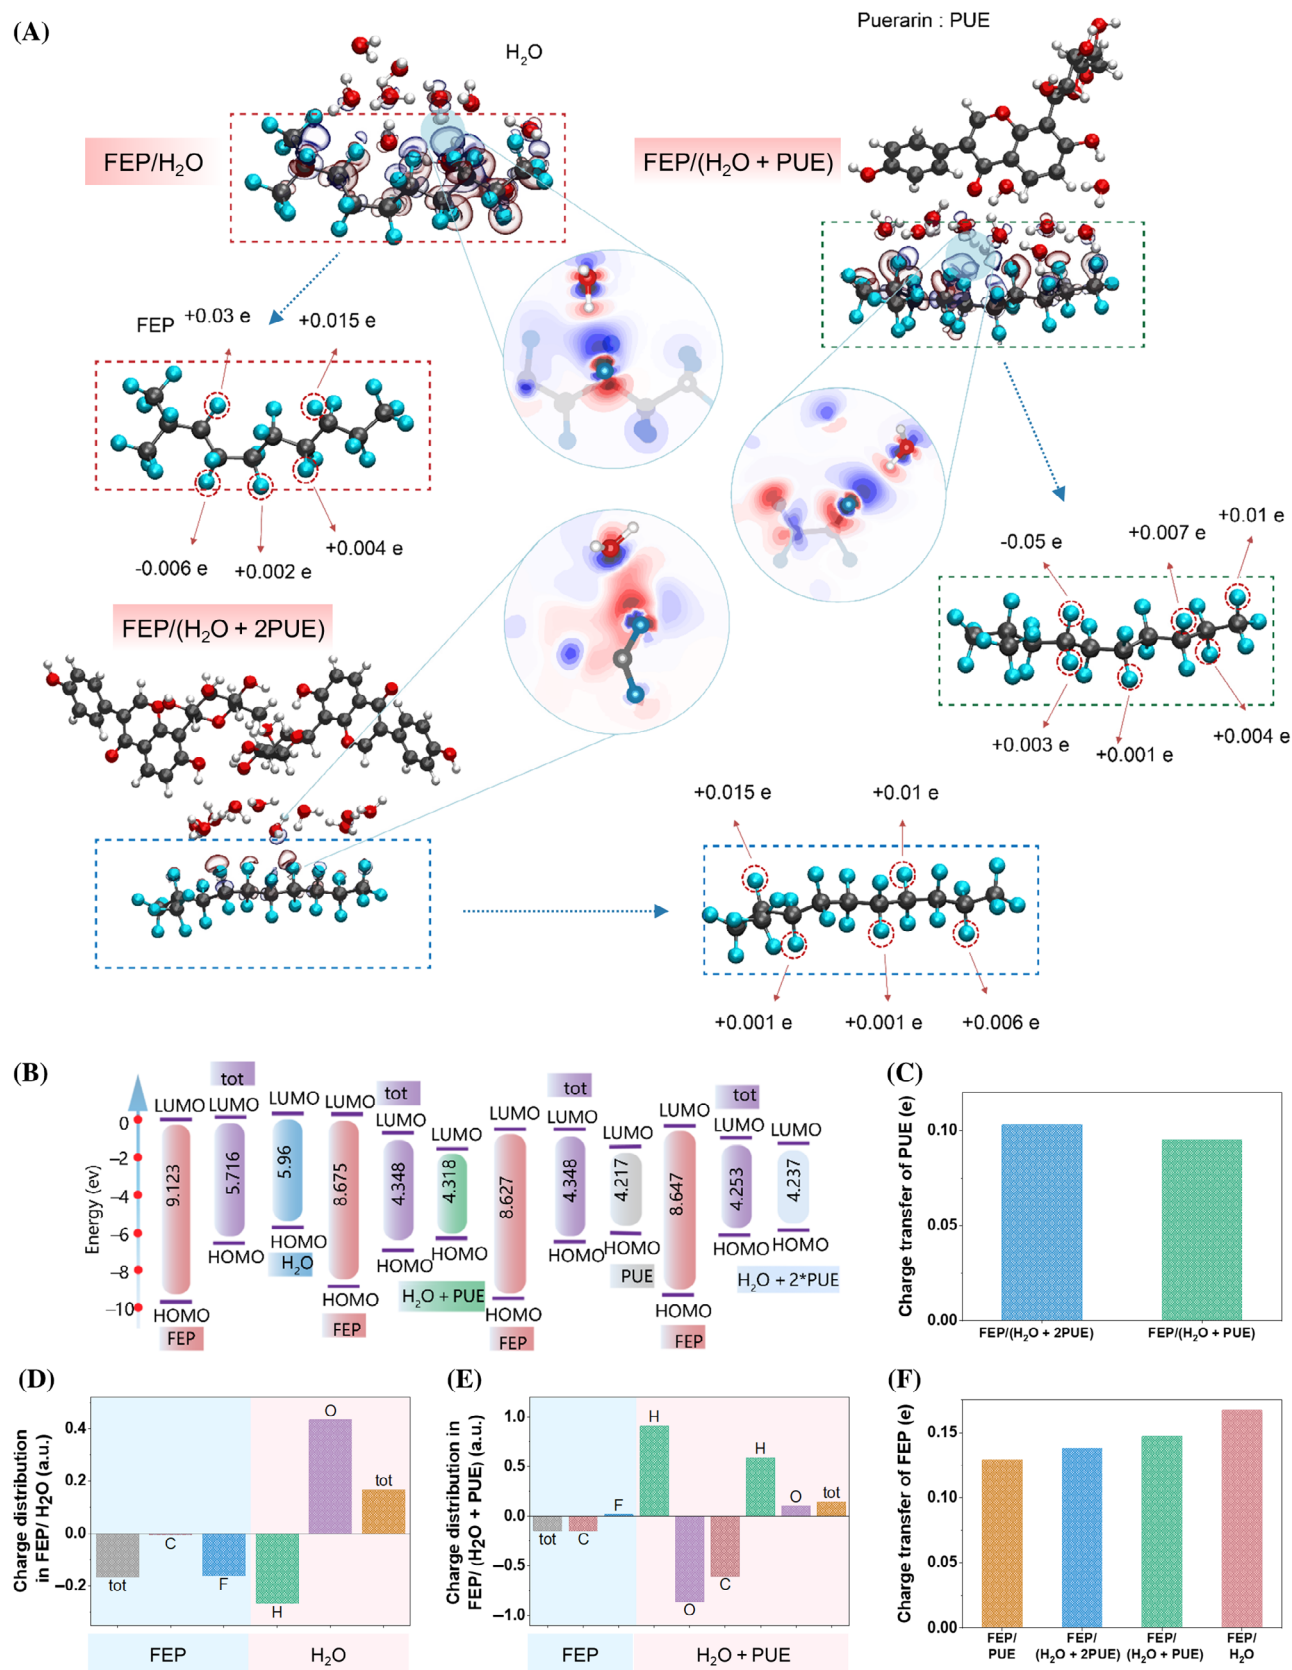 (A)
H₂O
Puerarin : PUE
FEP/H₂O
FEP/(H₂O + PUE)
FEP
+0.03 e
+0.015 e
-0.006 e
+0.002 e
+0.004 e
-0.05 e
+0.007 e
+0.01 e
+0.003 e
+0.001 e
+0.004 e
FEP/(H₂O + 2PUE)
+0.015 e
+0.01 e
+0.001 e
+0.001 e
+0.006 e
(B)
Energy (ev)
0
−2
−4
−6
−8
−10
LUMO
9.123
HOMO
FEP
tot
LUMO
5.716
HOMO
LUMO
5.96
HOMO
H₂O
LUMO
8.675
HOMO
FEP
tot
LUMO
4.348
HOMO
LUMO
4.318
HOMO
H₂O + PUE
LUMO
8.627
HOMO
FEP
tot
LUMO
4.348
HOMO
LUMO
4.217
HOMO
PUE
LUMO
8.647
HOMO
FEP
tot
LUMO
4.253
HOMO
LUMO
4.237
HOMO
H₂O + 2*PUE
(C)
Charge transfer of PUE (e)
0.10
0.05
0.00
FEP/(H₂O + 2PUE)
FEP/(H₂O + PUE)
(D)
Charge distribution
in FEP/ H₂O (a.u.)
0.4
0.2
0.0
−0.2
tot
C
F
H
O
tot
FEP
H₂O
(E)
Charge distribution in
FEP/ (H₂O + PUE) (a.u.)
1.0
0.5
0.0
−0.5
−1.0
tot
C
F
H
O
C
H
O
tot
FEP
H₂O + PUE
(F)
Charge transfer of FEP (e)
0.15
0.10
0.05
0.00
FEP/
PUE
FEP/
(H₂O + 2PUE)
FEP/
(H₂O + PUE)
FEP/
H₂O